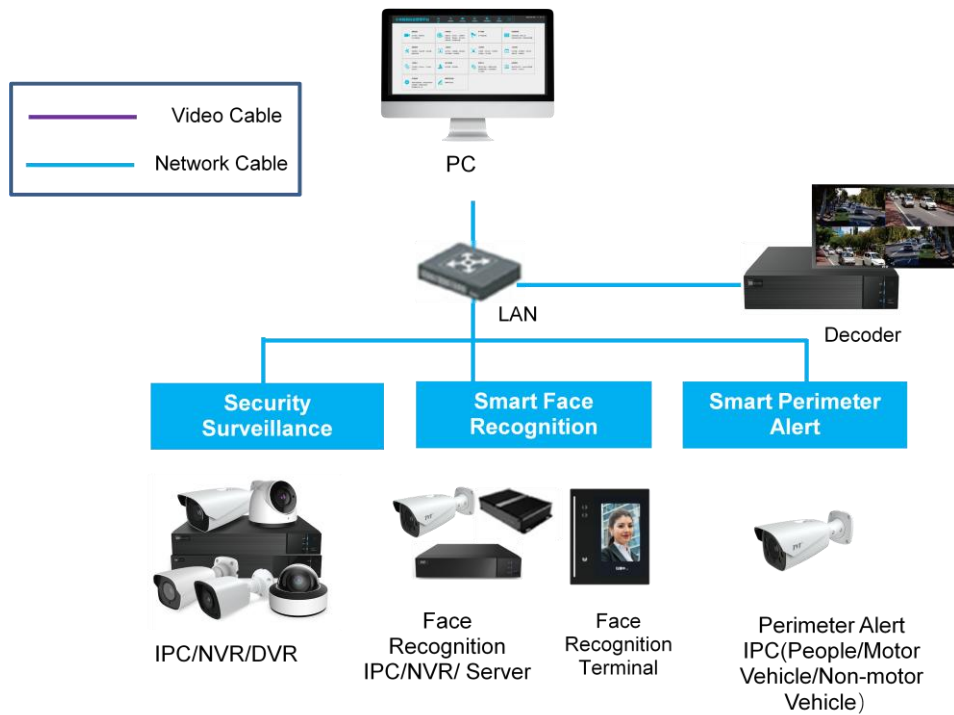 Video Cable
Network Cable
PC
LAN
Decoder
Security
Surveillance
Smart Face
Recognition
Smart Perimeter
Alert
IPC/NVR/DVR
Face
Recognition
IPC/NVR/ Server
Face
Recognition
Terminal
Perimeter Alert
IPC(People/Motor
Vehicle/Non-motor
Vehicle）